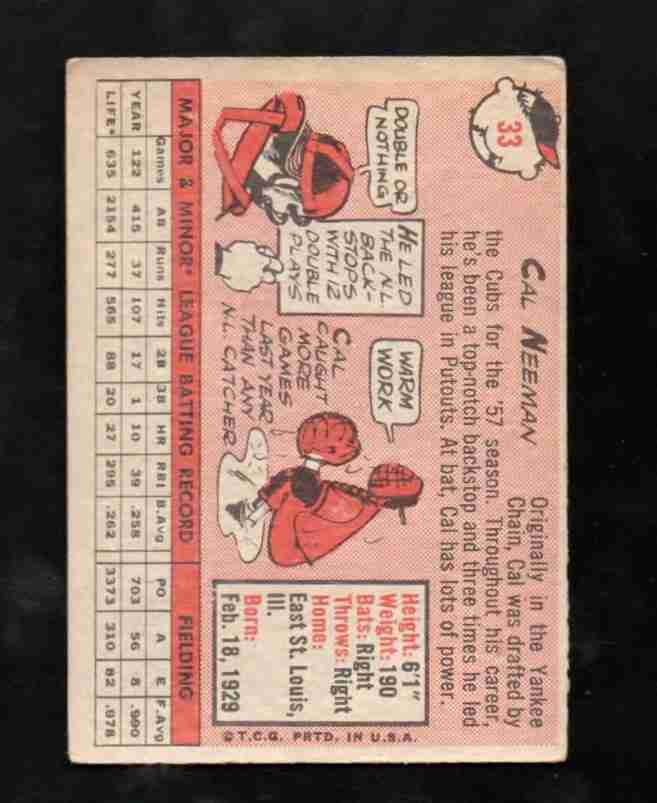 33
CAL NEEMAN
Originally in the Yankee
Chain, Cal was drafted by
the Cubs for the '57 season. Throughout his career,
he's been a top-notch backstop and three times he led
his league in Putouts. At bat, Cal has lots of power.
DOUBLE OR
NOTHING
HE LED
THE N.L.
BACK-
STOPS
WITH 12
DOUBLE
PLAYS
WARM
WORK
CAL
CAUGHT
MORE
GAMES
LAST YEAR
THAN ANY
N.L. CATCHER
Height: 6'1"
Weight: 190
Bats: Right
Throws: Right
Home:
East St. Louis,
Ill.
Born:
Feb. 18, 1929
©T.C.G. PRTD. IN U.S.A.
MAJOR & MINOR* LEAGUE BATTING RECORD FIELDING
Games AB Runs Hits 2B 3B HR RBI B.Avg PO A E F.Avg
YEAR 122 415 37 107 17 1 10 39 .258 703 56 8 .990
LIFE* 635 2154 277 565 88 20 27 295 .262 3373 310 82 .978